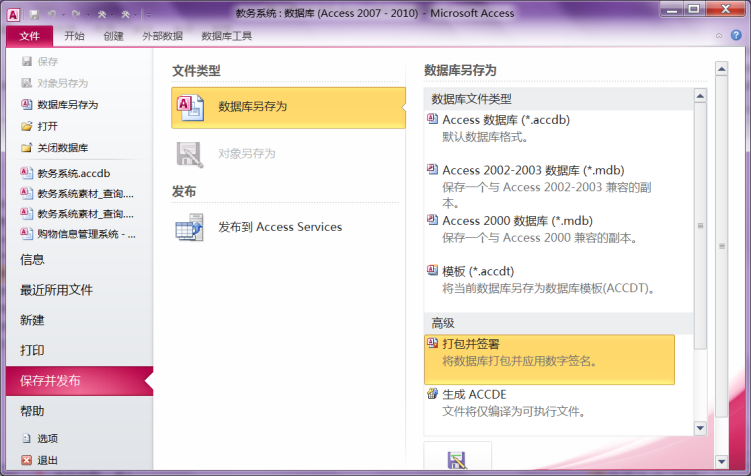 教务系统 : 数据库 (Access 2007 - 2010) - Microsoft Access
文件 开始 创建 外部数据 数据库工具
保存
对象另存为
数据库另存为
打开
关闭数据库
教务系统.accdb
教务系统素材_查询....
教务系统素材_查询....
购物信息管理系统 - ...
信息
最近所用文件
新建
打印
保存并发布
帮助
选项
退出
文件类型
数据库另存为
对象另存为
发布
发布到 Access Services
数据库另存为
数据库文件类型
Access 数据库 (*.accdb)
默认数据库格式。
Access 2002-2003 数据库 (*.mdb)
保存一个与 Access 2002-2003 兼容的副
本。
Access 2000 数据库 (*.mdb)
保存一个与 Access 2000 兼容的副本。
模板 (*.accdt)
将当前数据库另存为数据库模板(ACCDT)。
高级
打包并签署
将数据库打包并应用数字签名。
生成 ACCDE
文件将仅编译为可执行文件。